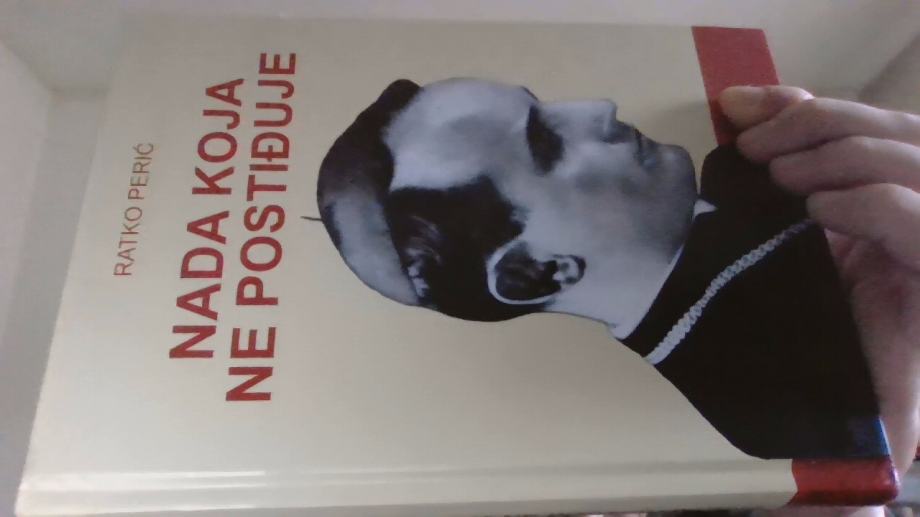 RATKO PERIĆ
NADA KOJA
NE POSTIĐUJE